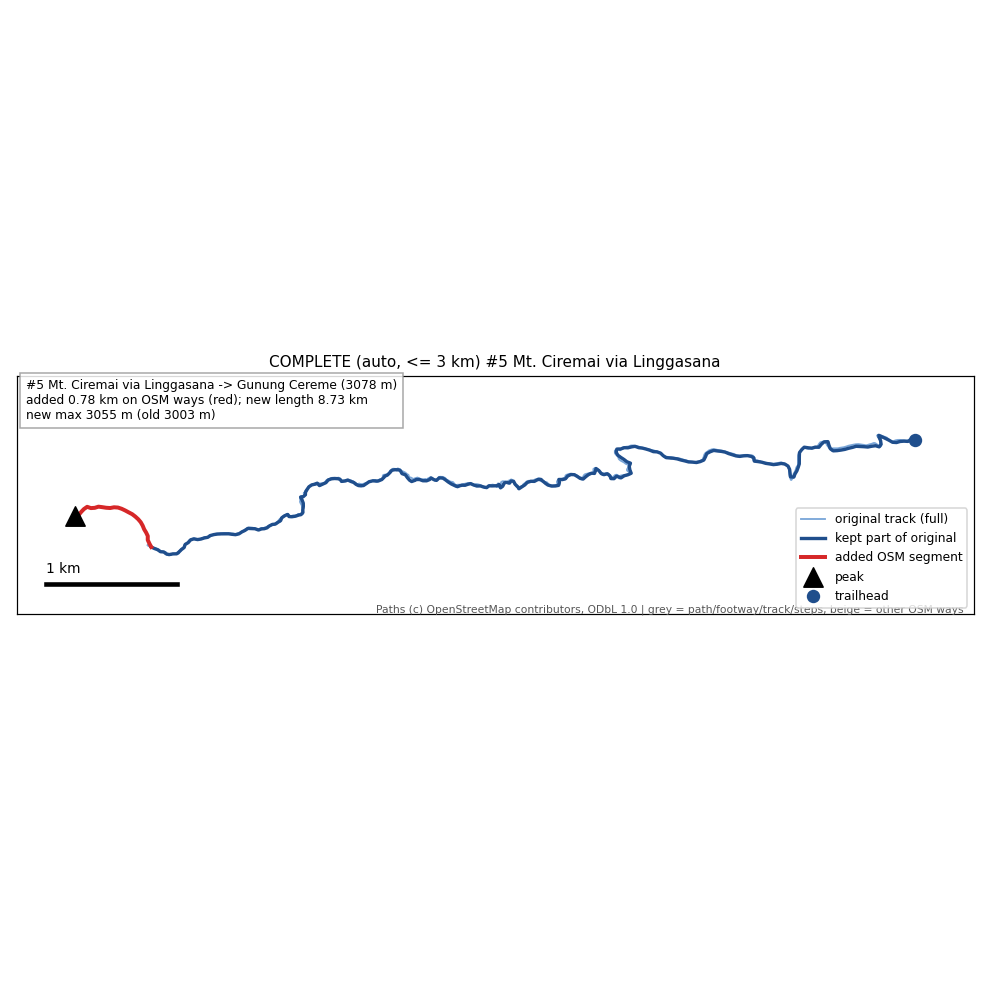 COMPLETE (auto, <= 3 km) #5 Mt. Ciremai via Linggasana
#5 Mt. Ciremai via Linggasana -> Gunung Cereme (3078 m)
added 0.78 km on OSM ways (red); new length 8.73 km
new max 3055 m (old 3003 m)
1 km
original track (full)
kept part of original
added OSM segment
peak
trailhead
Paths (c) OpenStreetMap contributors, ODbL 1.0 | grey = path/footway/track/steps; beige = other OSM ways